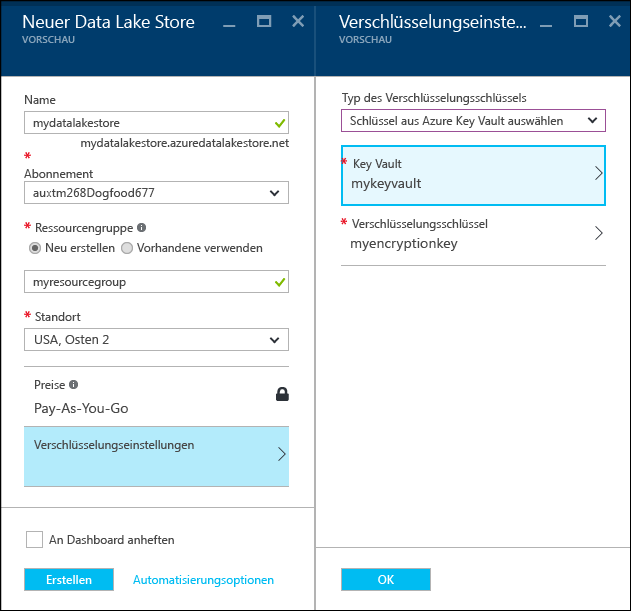 Neuer Data Lake Store
VORSCHAU
Name
mydatalakestore
mydatalakestore.azuredatalakestore.net
*
Abonnement
auxtm268Dogfood677
* Ressourcengruppe
Neu erstellen Vorhandene verwenden
myresourcegroup
* Standort
USA, Osten 2
Preise
Pay-As-You-Go
Verschlüsselungseinstellungen
An Dashboard anheften
Erstellen Automatisierungsoptionen
Verschlüsselungseinste...
VORSCHAU
Typ des Verschlüsselungsschlüssels
Schlüssel aus Azure Key Vault auswählen
* Key Vault
mykeyvault
* Verschlüsselungsschlüssel
myencryptionkey
OK